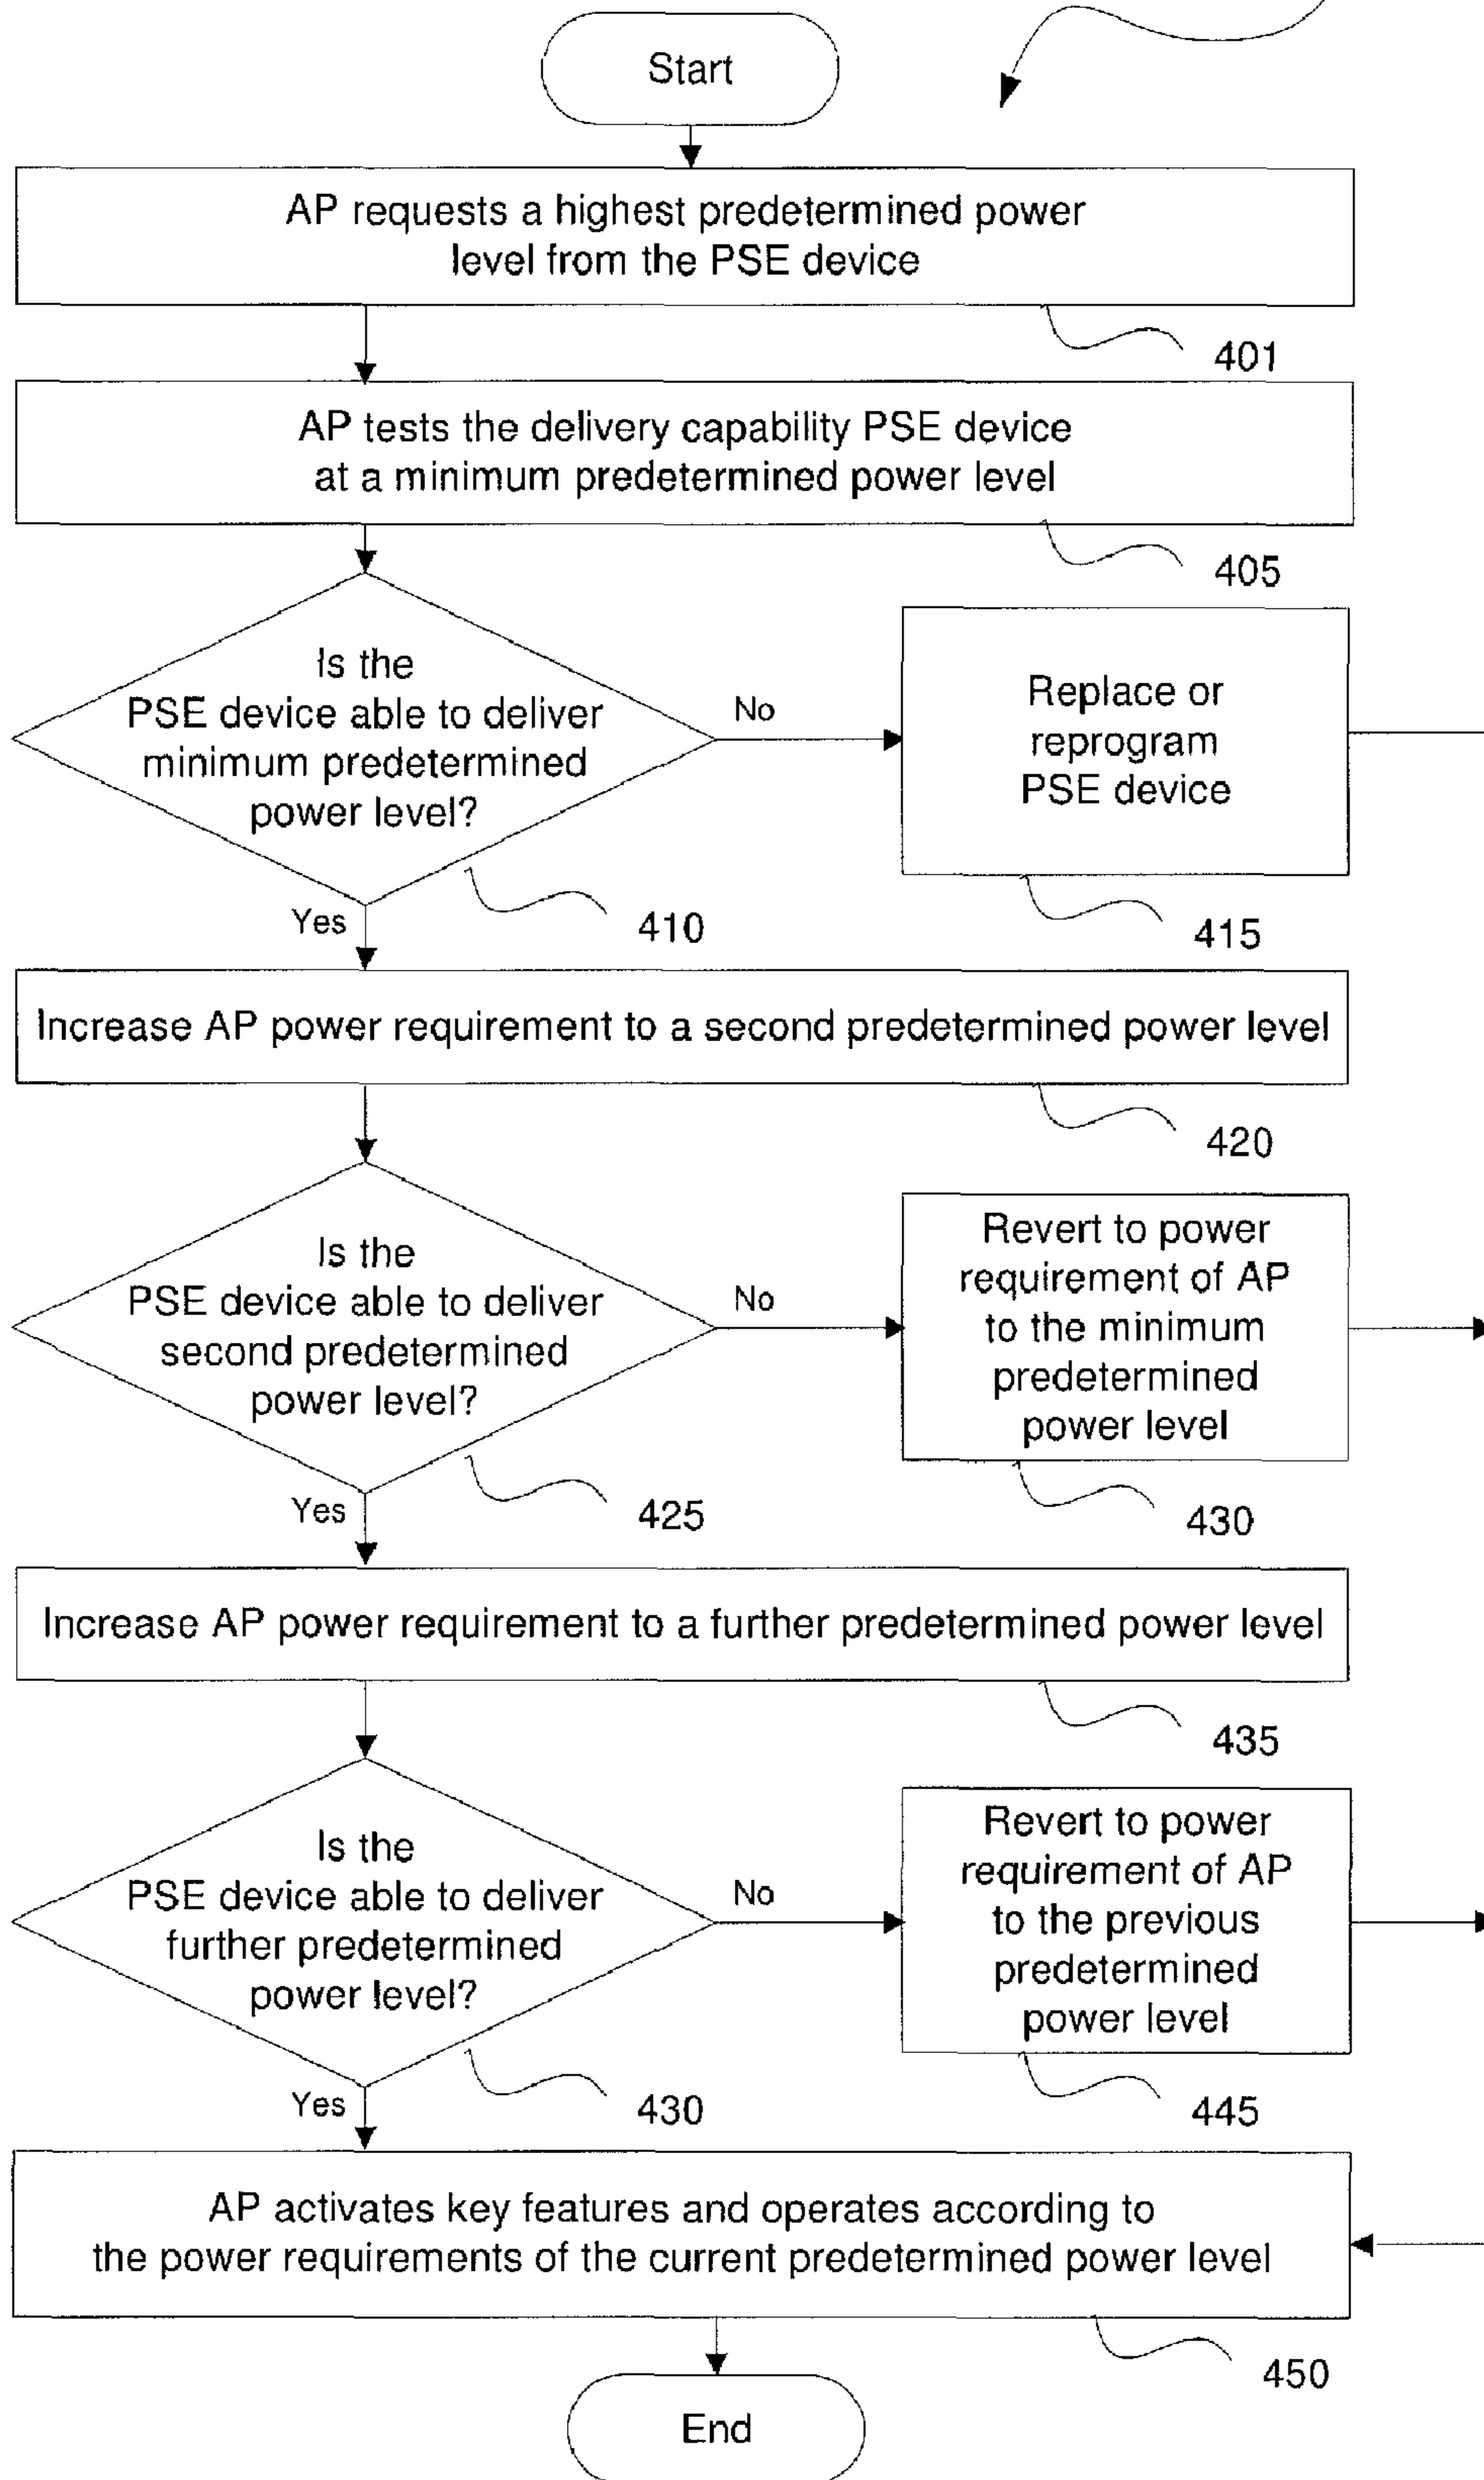 Start
AP requests a highest predetermined power
level from the PSE device
401
AP tests the delivery capability PSE device
at a minimum predetermined power level
405
Is the
PSE device able to deliver
minimum predetermined
power level?
No
Replace or
reprogram
PSE device
Yes
410
415
Increase AP power requirement to a second predetermined power level
420
Is the
PSE device able to deliver
second predetermined
power level?
No
Revert to power
requirement of AP
to the minimum
predetermined
power level
Yes
425
430
Increase AP power requirement to a further predetermined power level
435
Is the
PSE device able to deliver
further predetermined
power level?
No
Revert to power
requirement of AP
to the previous
predetermined
power level
Yes
430
445
AP activates key features and operates according to
the power requirements of the current predetermined power level
450
End